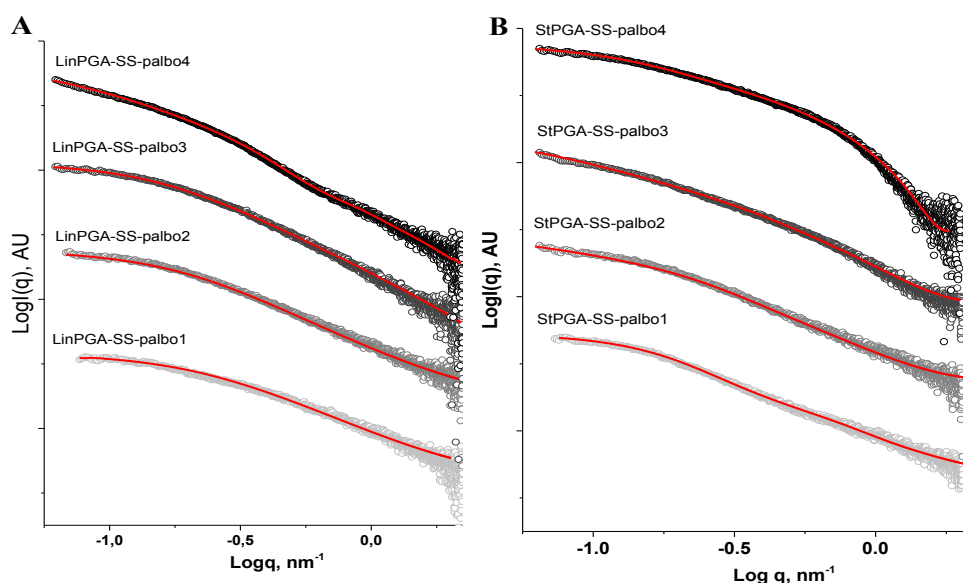 A
LinPGA-SS-palbo4
LinPGA-SS-palbo3
LinPGA-SS-palbo2
LinPGA-SS-palbo1
LogI(q), AU
-1,0
-0,5
0,0
Logq, nm⁻¹
B
StPGA-SS-palbo4
StPGA-SS-palbo3
StPGA-SS-palbo2
StPGA-SS-palbo1
LogI(q), AU
-1.0
-0.5
0.0
Log q, nm⁻¹